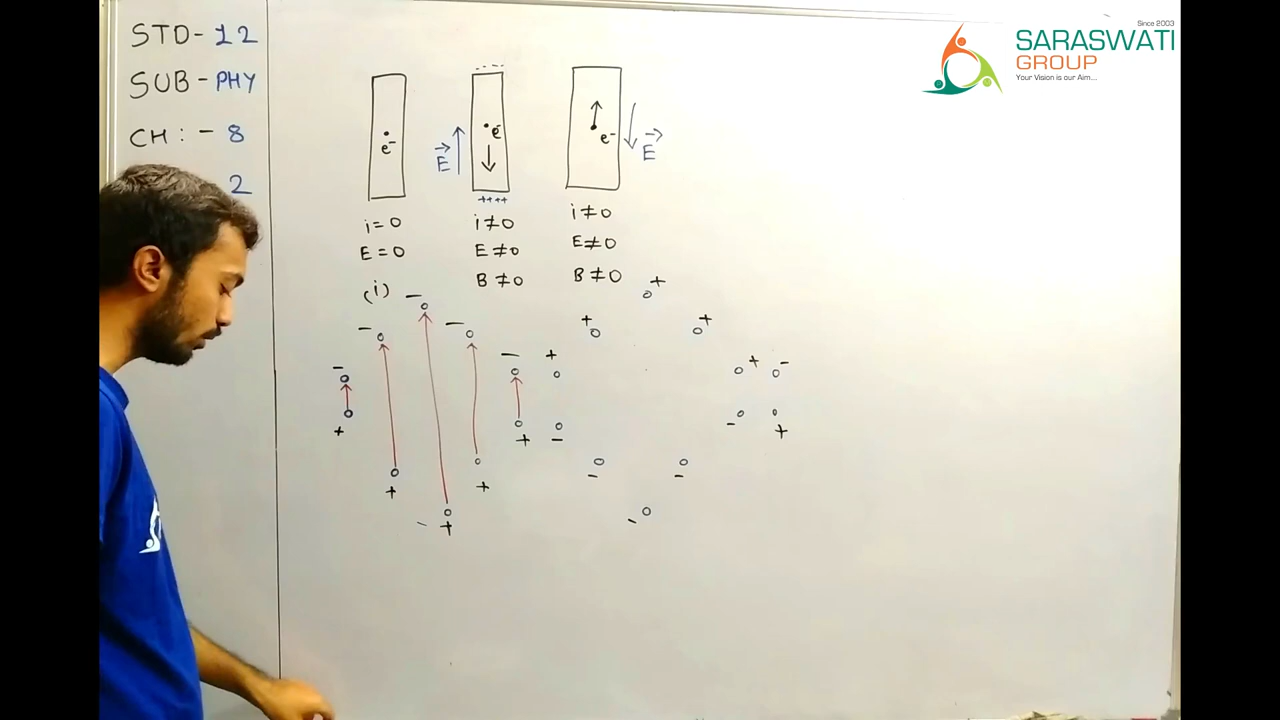 STD - 12
SUB - PHY
CH : - 8
2
Since 2003
SARASWATI
GROUP
Your Vision is our Aim...
- - - -
e⁻
e⁻
e⁻
E⃗
E⃗
++++
i = 0
E = 0
(i)
i ≠ 0
E ≠ 0
B ≠ 0
i ≠ 0
E ≠ 0
B ≠ 0
- - - - - + + + + + - 
+ + + + + - - - - - +